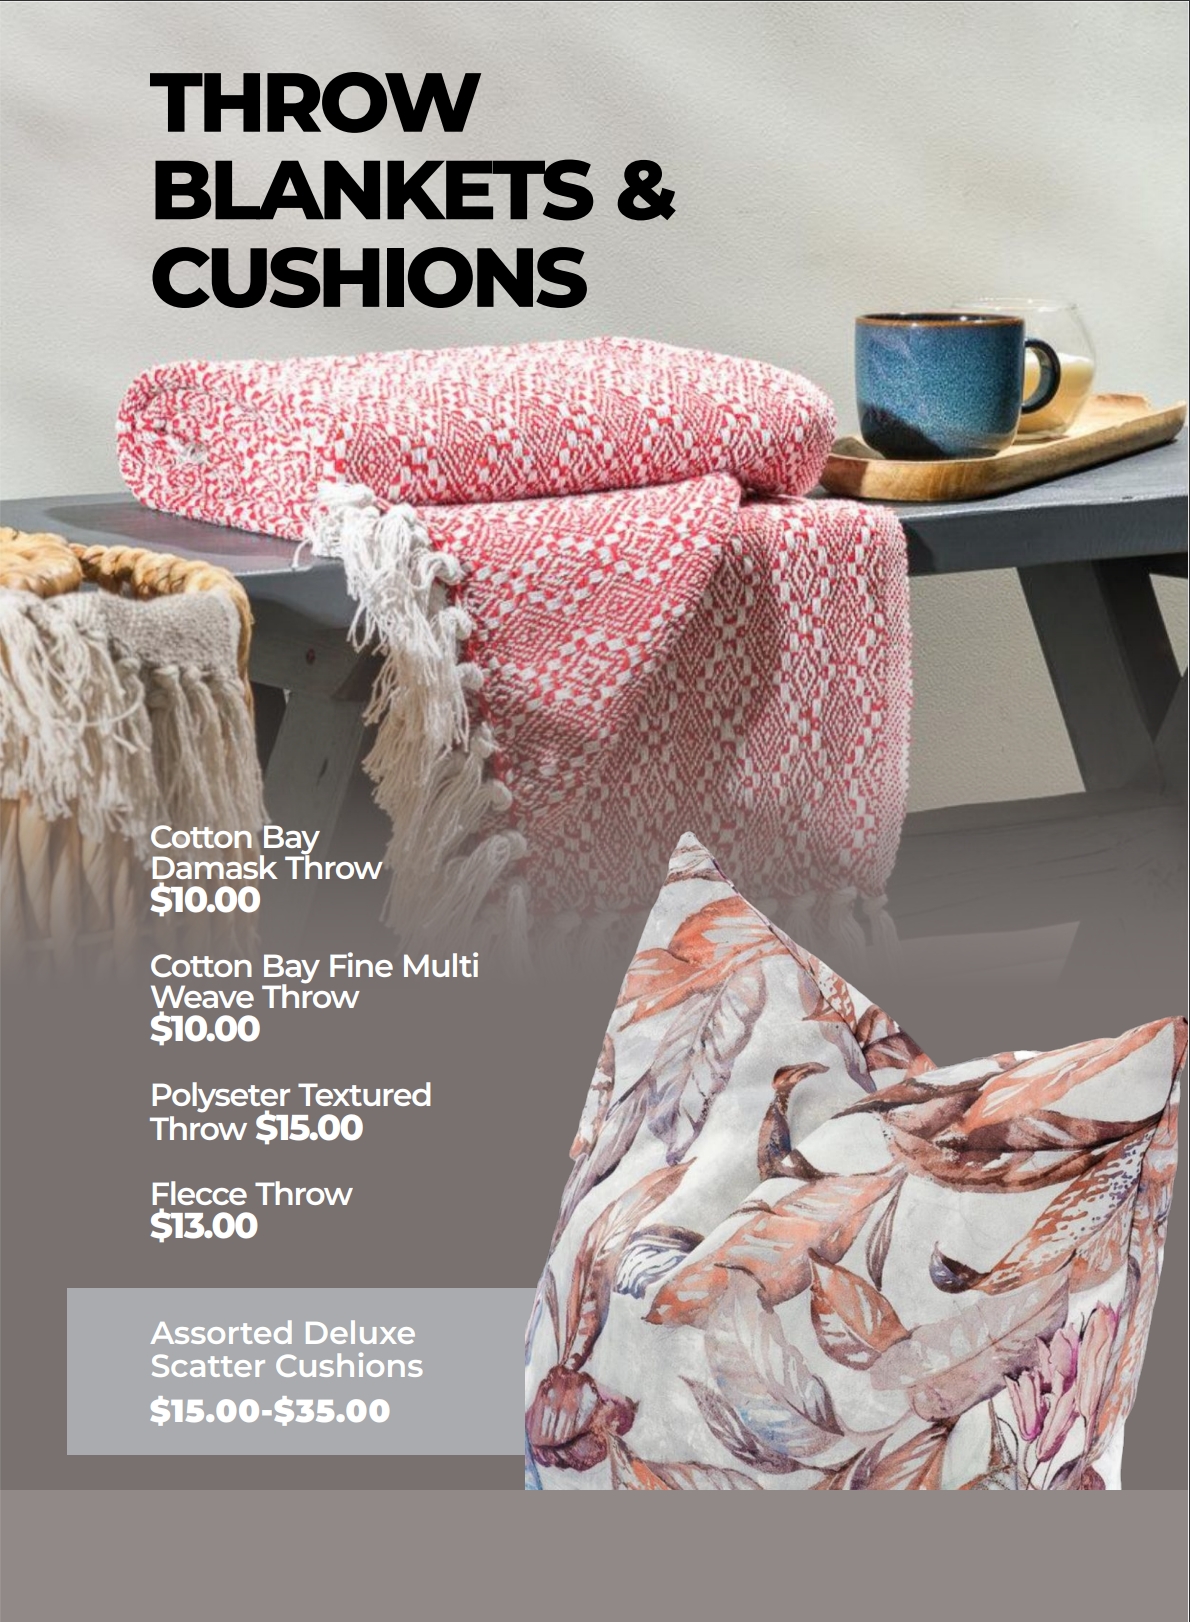 THROW
BLANKETS &
CUSHIONS
Cotton Bay
Damask Throw
$10.00
Cotton Bay Fine Multi
Weave Throw
$10.00
Polyseter Textured
Throw $15.00
Flecce Throw
$13.00
Assorted Deluxe
Scatter Cushions
$15.00-$35.00